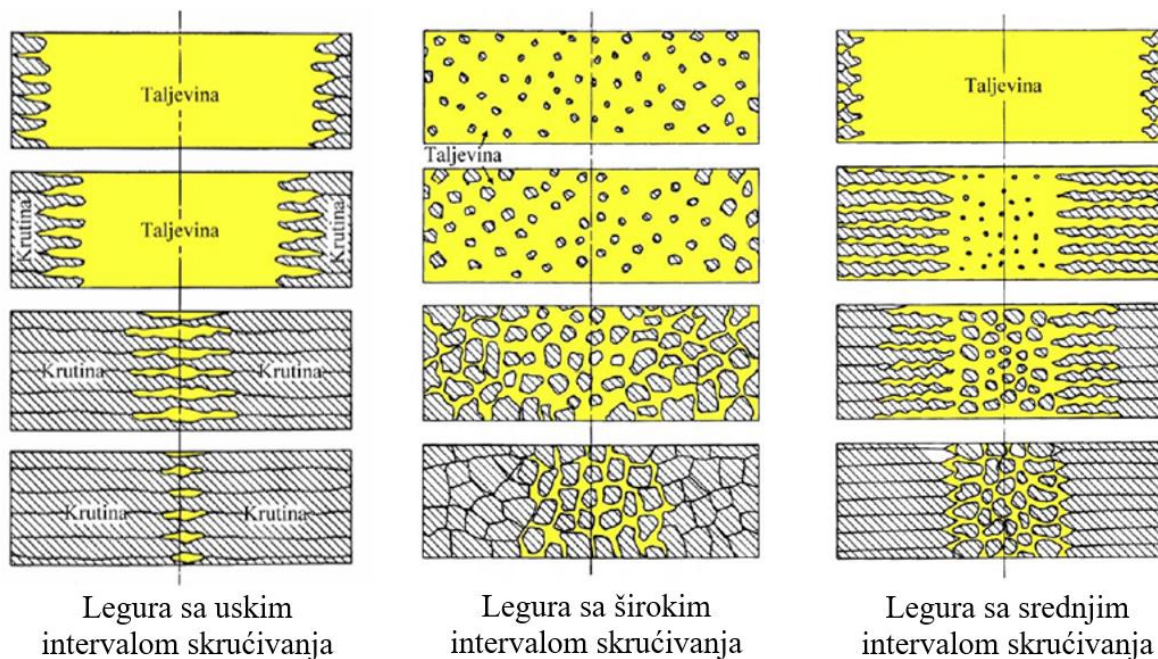 Taljevina
Krutina
Taljevina
Krutina
Krutina
Krutina
Krutina
Krutina
Legura sa uskim
intervalom skrućivanja
Taljevina
Legura sa širokim
intervalom skrućivanja
Taljevina
Legura sa srednjim
intervalom skrućivanja